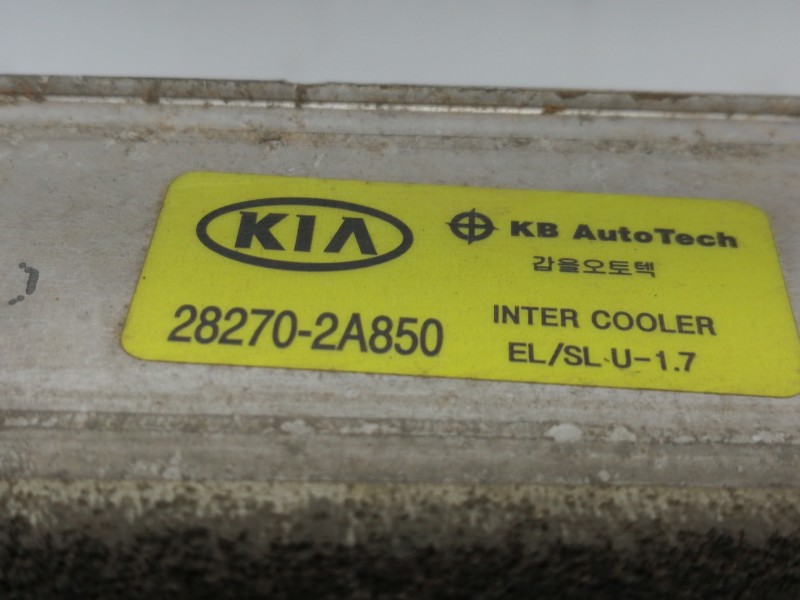 KIA
KB AutoTech
갑을오토텍
28270-2A850
INTER COOLER
EL/SL U-1.7